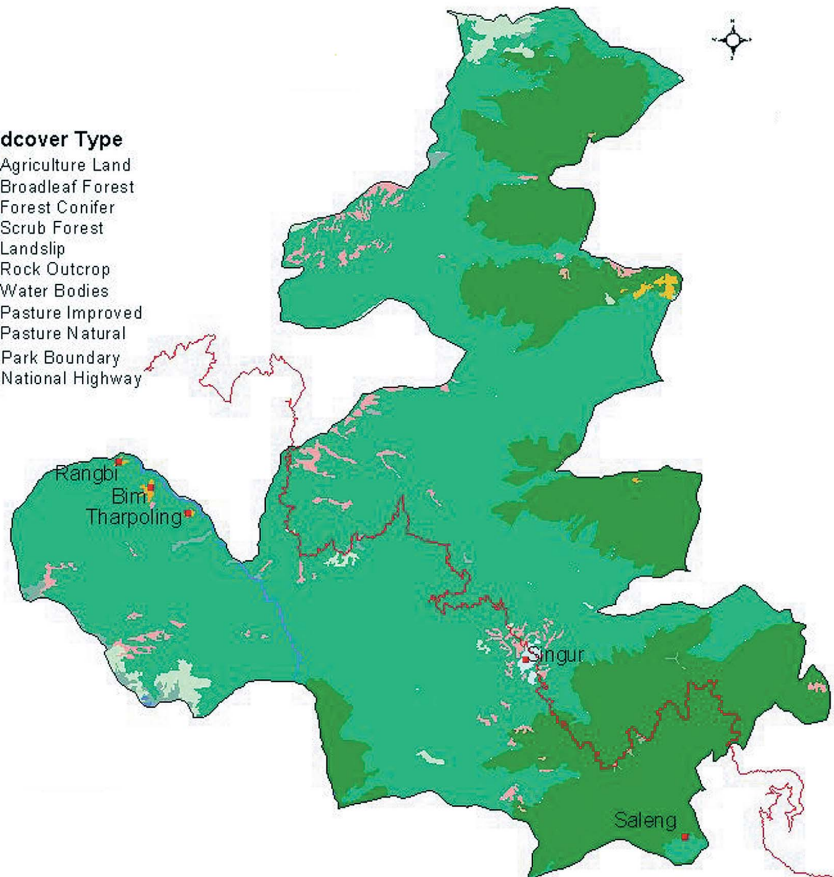 dcover Type
Agriculture Land
Broadleaf Forest
Forest Conifer
Scrub Forest
Landslip
Rock Outcrop
Water Bodies
Pasture Improved
Pasture Natural
Park Boundary
National Highway
Rangbi
Bim
Tharpoling
Singur
Saleng